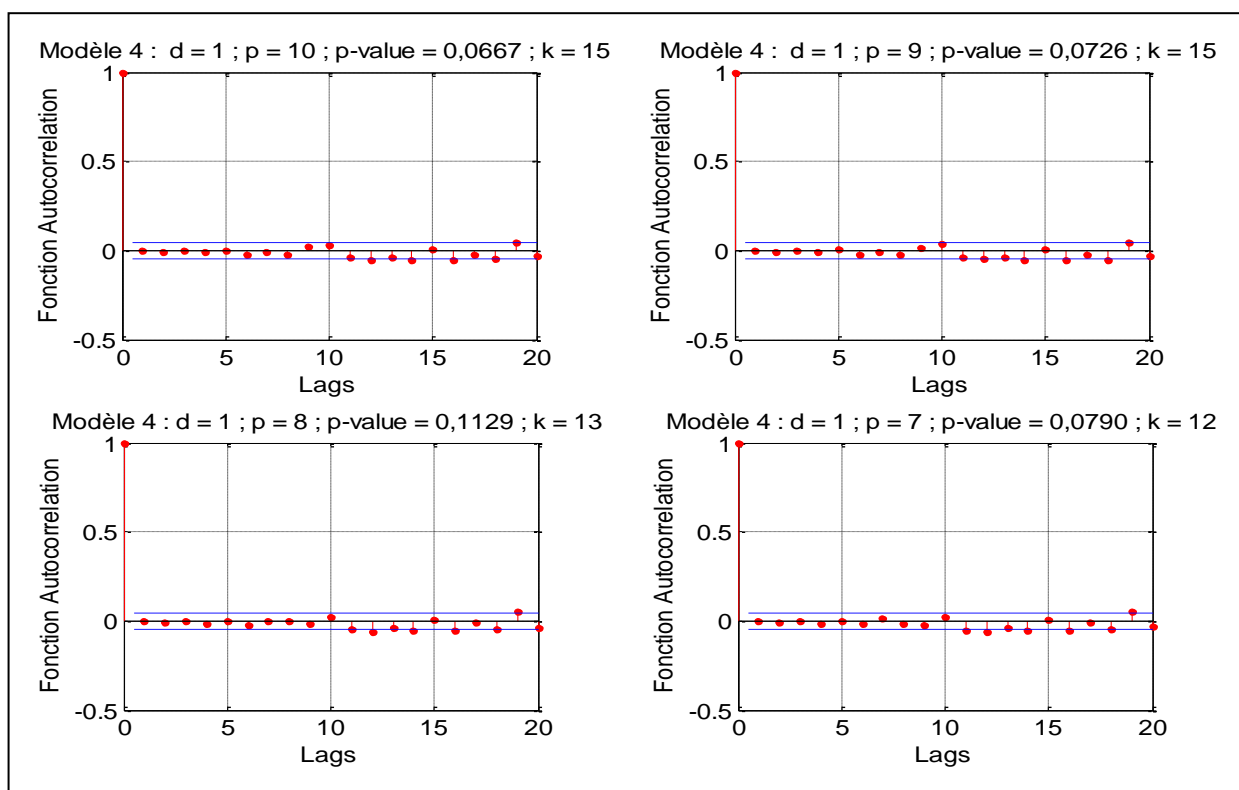 Modèle 4 : d = 1 ; p = 10 ; p-value = 0,0667 ; k = 15
1
0.5
0
-0.5
Fonction Autocorrelation
0 5 10 15 20
Lags
Modèle 4 : d = 1 ; p = 9 ; p-value = 0,0726 ; k = 15
1
0.5
0
-0.5
Fonction Autocorrelation
0 5 10 15 20
Lags
Modèle 4 : d = 1 ; p = 8 ; p-value = 0,1129 ; k = 13
1
0.5
0
-0.5
Fonction Autocorrelation
0 5 10 15 20
Lags
Modèle 4 : d = 1 ; p = 7 ; p-value = 0,0790 ; k = 12
1
0.5
0
-0.5
Fonction Autocorrelation
0 5 10 15 20
Lags